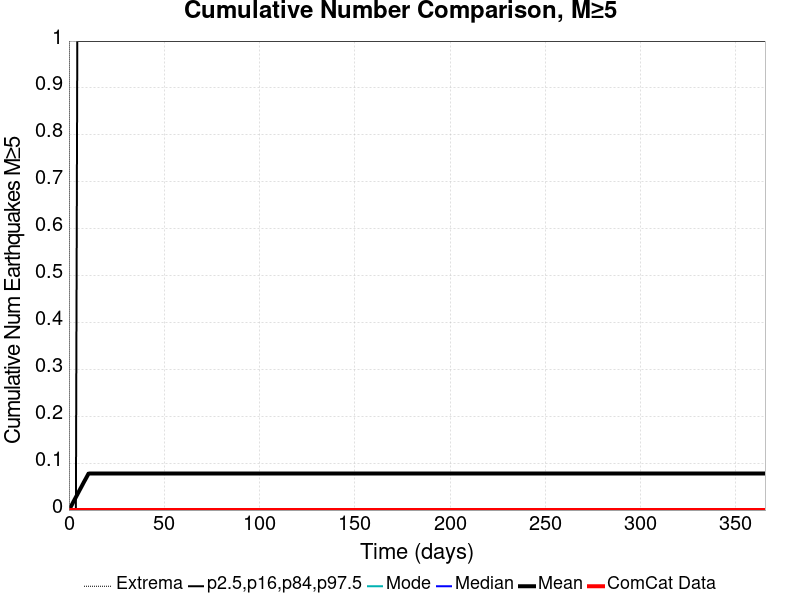 Cumulative Number Comparison, M≥5
Cumulative Num Earthquakes M≥5
1
0.9
0.8
0.7
0.6
0.5
0.4
0.3
0.2
0.1
0
0 50 100 150 200 250 300 350
Time (days)
Extrema p2.5,p16,p84,p97.5 Mode Median Mean ComCat Data